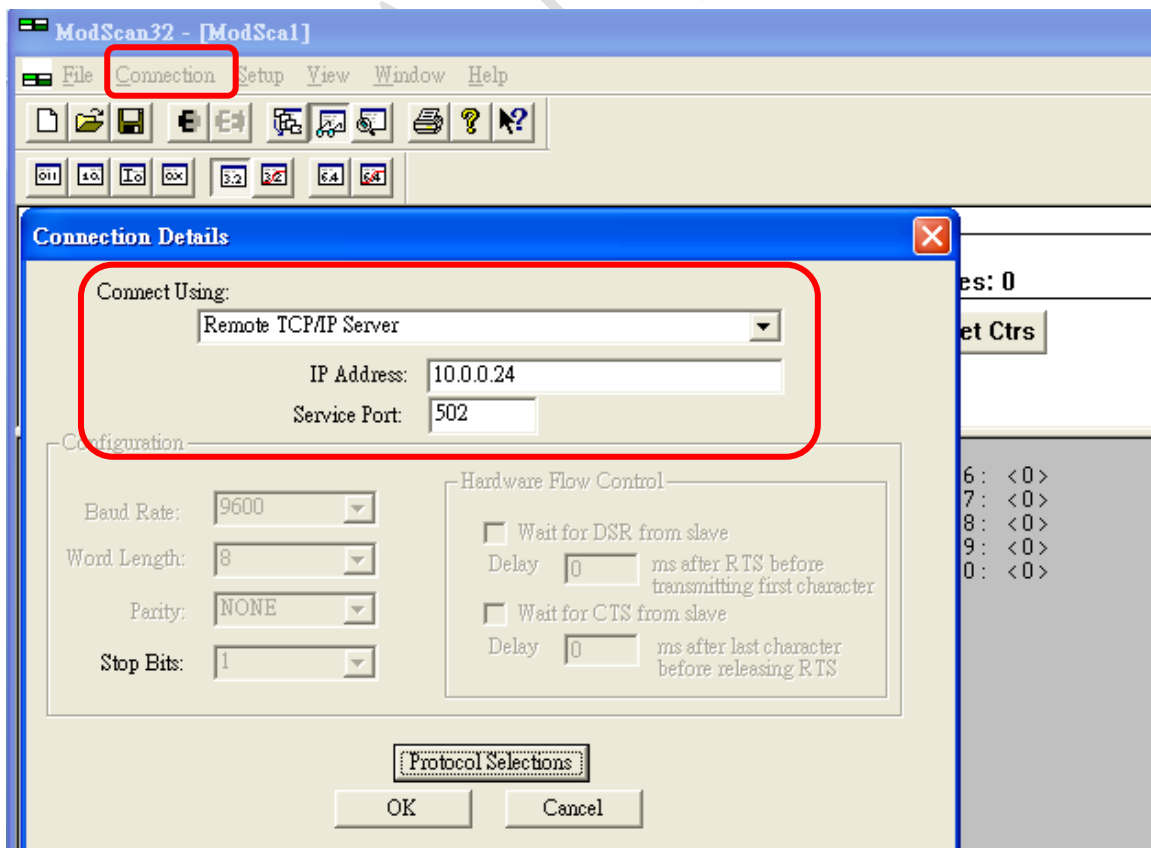 ModScan32 - [ModSca1]
File Connection Setup View Window Help
Connection Details
Connect Using:
Remote TCP/IP Server
IP Address: 10.0.0.24
Service Port: 502
Configuration
Baud Rate: 9600
Word Length: 8
Parity: NONE
Stop Bits: 1
Hardware Flow Control
Wait for DSR from slave
Delay 0 ms after RTS before
transmitting first character
Wait for CTS from slave
Delay 0 ms after last character
before releasing RTS
Protocol Selections
OK Cancel
es: 0
et Ctrs
6: <0>
7: <0>
8: <0>
9: <0>
0: <0>